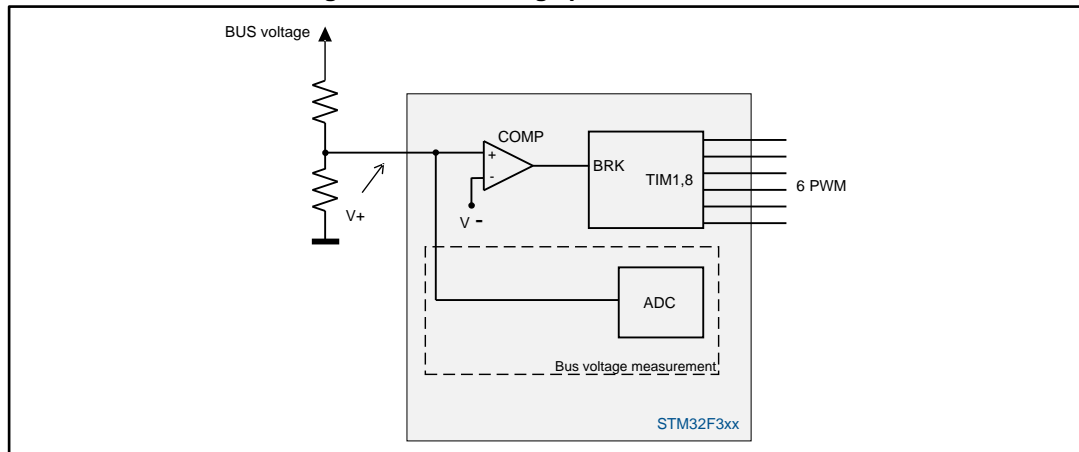 BUS voltage
COMP
+
-
BRK
TIM1,8
6 PWM
V+
V -
ADC
Bus voltage measurement
STM32F3xx